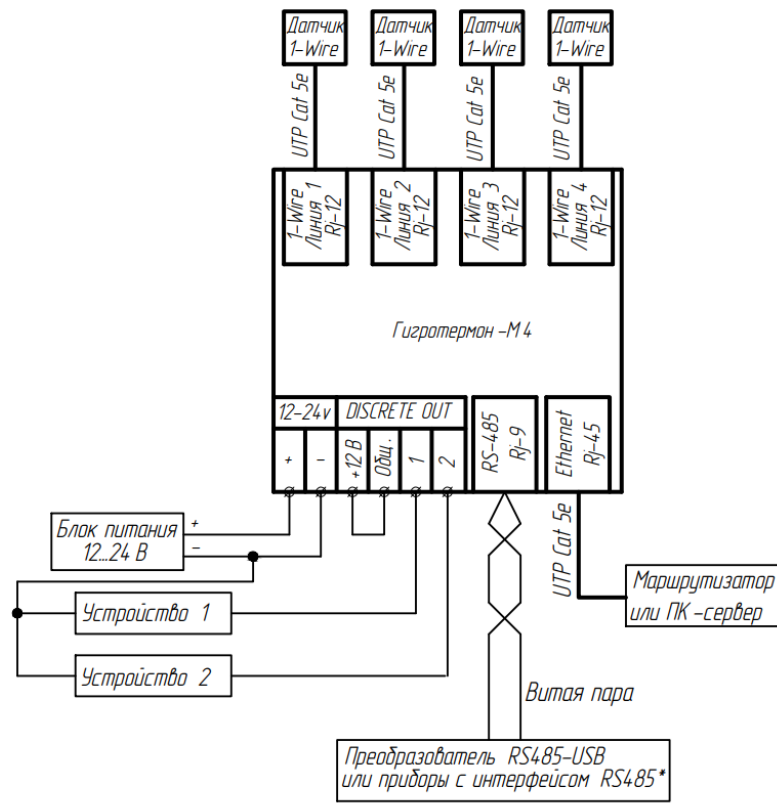 Датчик
1-Wire
Датчик
1-Wire
Датчик
1-Wire
Датчик
1-Wire
UTP Cat 5e
UTP Cat 5e
UTP Cat 5e
UTP Cat 5e
1-Wire
Линия 1
Rj-12
1-Wire
Линия 2
Rj-12
1-Wire
Линия 3
Rj-12
1-Wire
Линия 4
Rj-12
Гигротермон -М4
12-24v
DISCRETE OUT
+
-
+12 В
Общ.
1
2
RS-485
Rj-9
Ethernet
Rj-45
Блок питания
12...24 В
+
-
UTP Cat 5e
Устройство 1
Устройство 2
Маршрутизатор
или ПК -сервер
Витая пара
Преобразователь RS485-USB
или приборы с интерфейсом RS485*